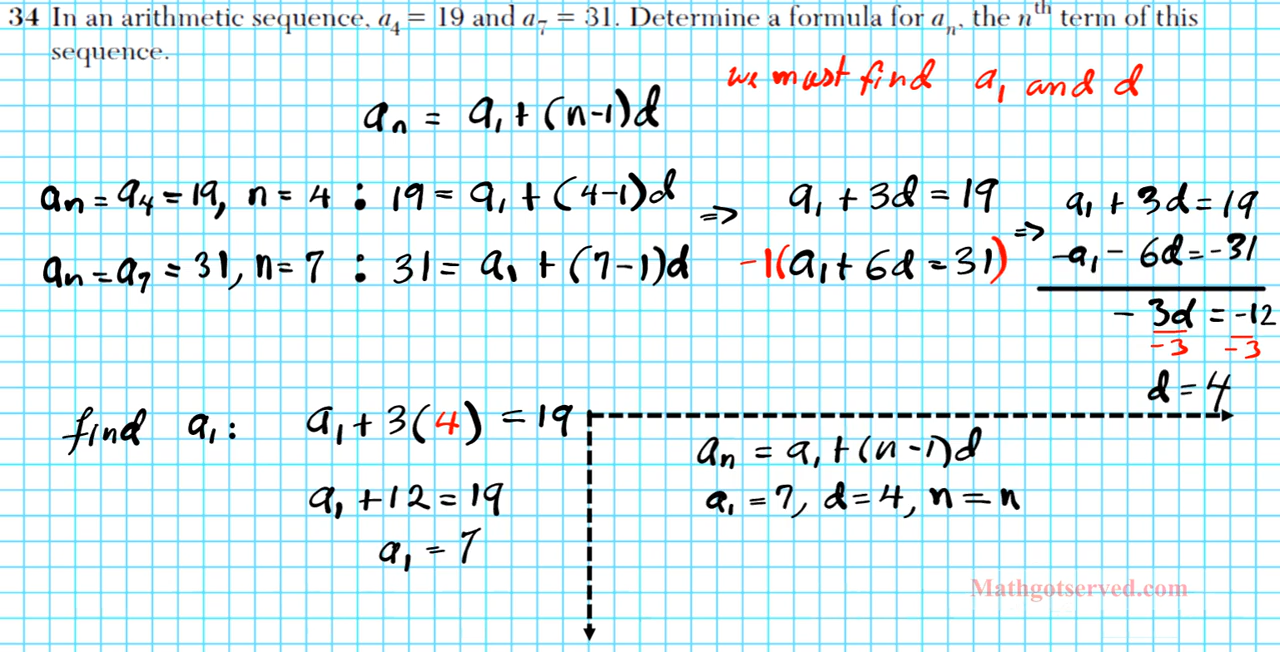 34 In an arithmetic sequence, a₄ = 19 and a₇ = 31. Determine a formula for aₙ, the nᵗʰ term of this
sequence.
we must find a₁ and d
aₙ = a₁ + (n-1)d
aₙ = a₄ = 19, n = 4 : 19 = a₁ + (4-1)d => a₁ + 3d = 19 => a₁ + 3d = 19
aₙ = a₇ = 31, n = 7 : 31 = a₁ + (7-1)d -1(a₁ + 6d = 31) -a₁ - 6d = -31
-3d = -12
-3 -3
d = 4
find a₁: a₁ + 3(4) = 19
a₁ + 12 = 19
a₁ = 7
aₙ = a₁ + (n-1)d
a₁ = 7, d = 4, n = n
Mathgotserved.com